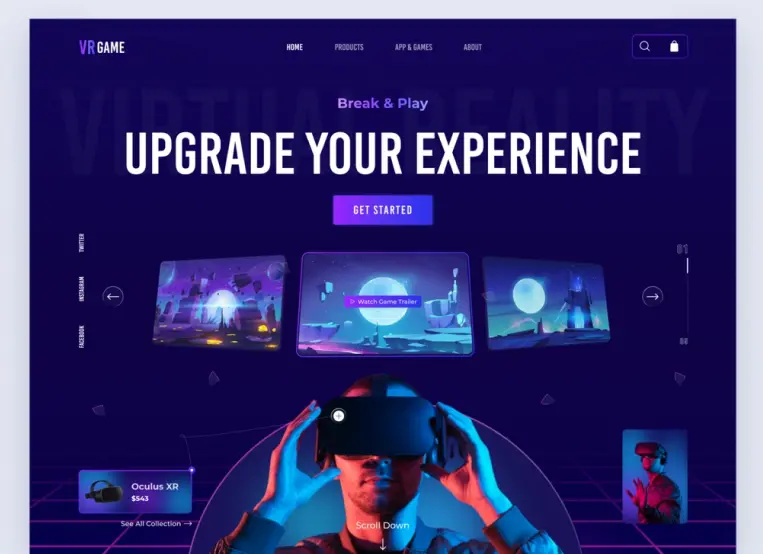 VR GAME
HOME
PRODUCTS
APP & GAMES
ABOUT
VIRTUAL REALITY
Break & Play
UPGRADE YOUR EXPERIENCE
GET STARTED
TWITTER
INSTAGRAM
FACEBOOK
01
Watch Game Trailer
Oculus XR
$543
See All Collection
Scroll Down